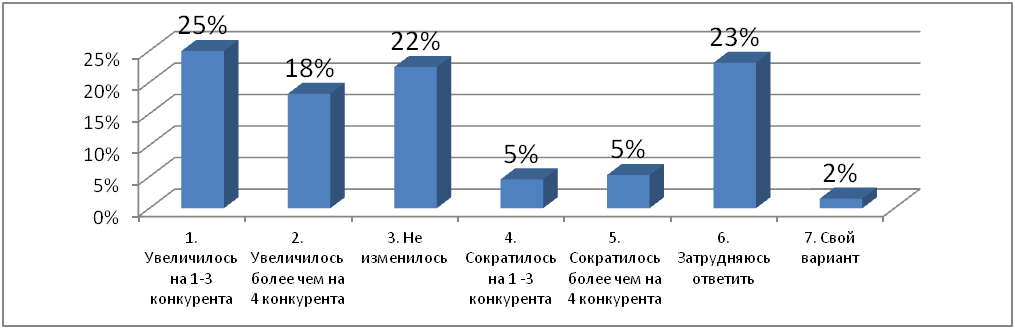 25%
18%
22%
5%
5%
23%
2%
25%
20%
15%
10%
5%
0%
1.
Увеличилось
на 1-3
конкурента
2.
Увеличилось
более чем на
4 конкурента
3. Не
изменилось
4.
Сократилось
на 1 -3
конкурента
5.
Сократилось
более чем на
4 конкурента
6.
Затрудняюсь
ответить
7. Свой
вариант